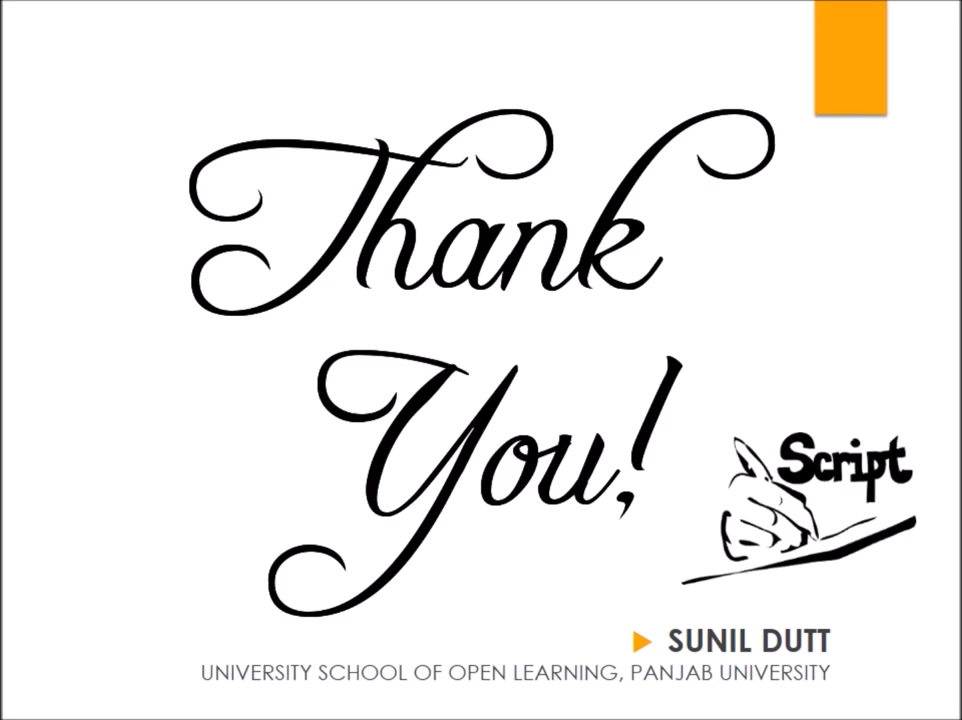 Thank
You!
Script
SUNIL DUTT
UNIVERSITY SCHOOL OF OPEN LEARNING, PANJAB UNIVERSITY